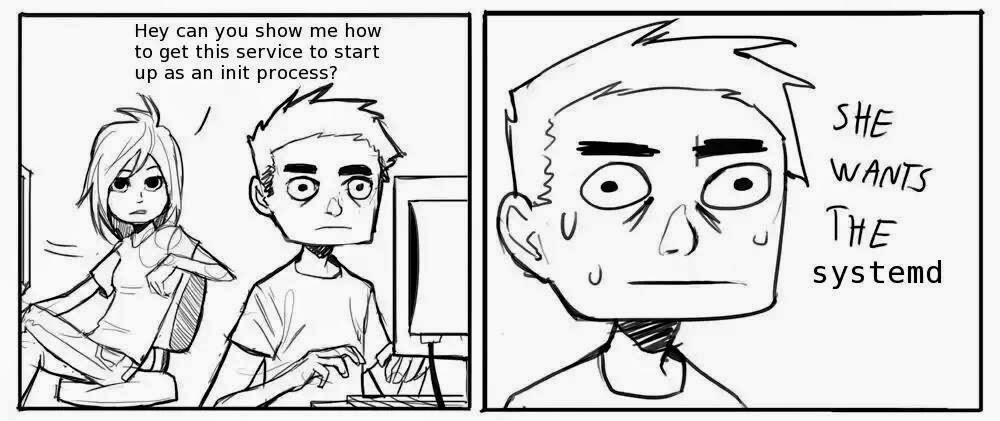 Hey can you show me how
to get this service to start
up as an init process?
SHE
WANTS
THE
systemd